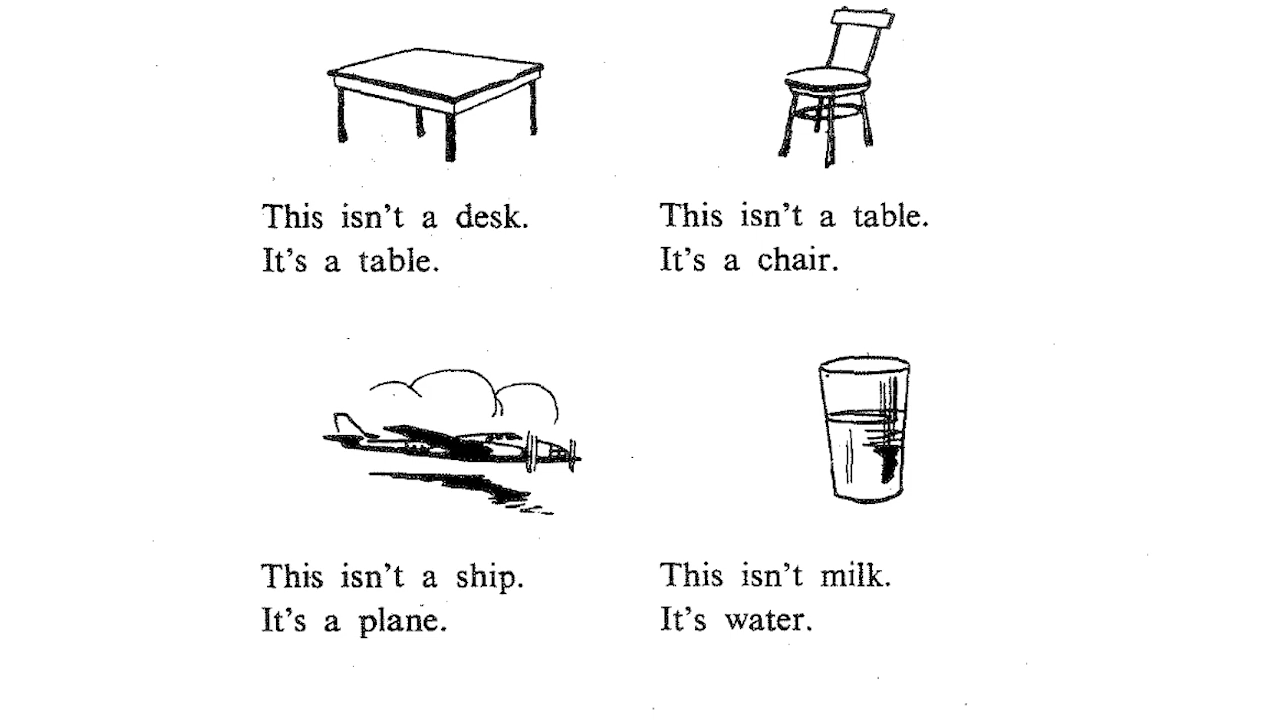 This isn't a desk.
It's a table.
This isn't a table.
It's a chair.
This isn't a ship.
It's a plane.
This isn't milk.
It's water.